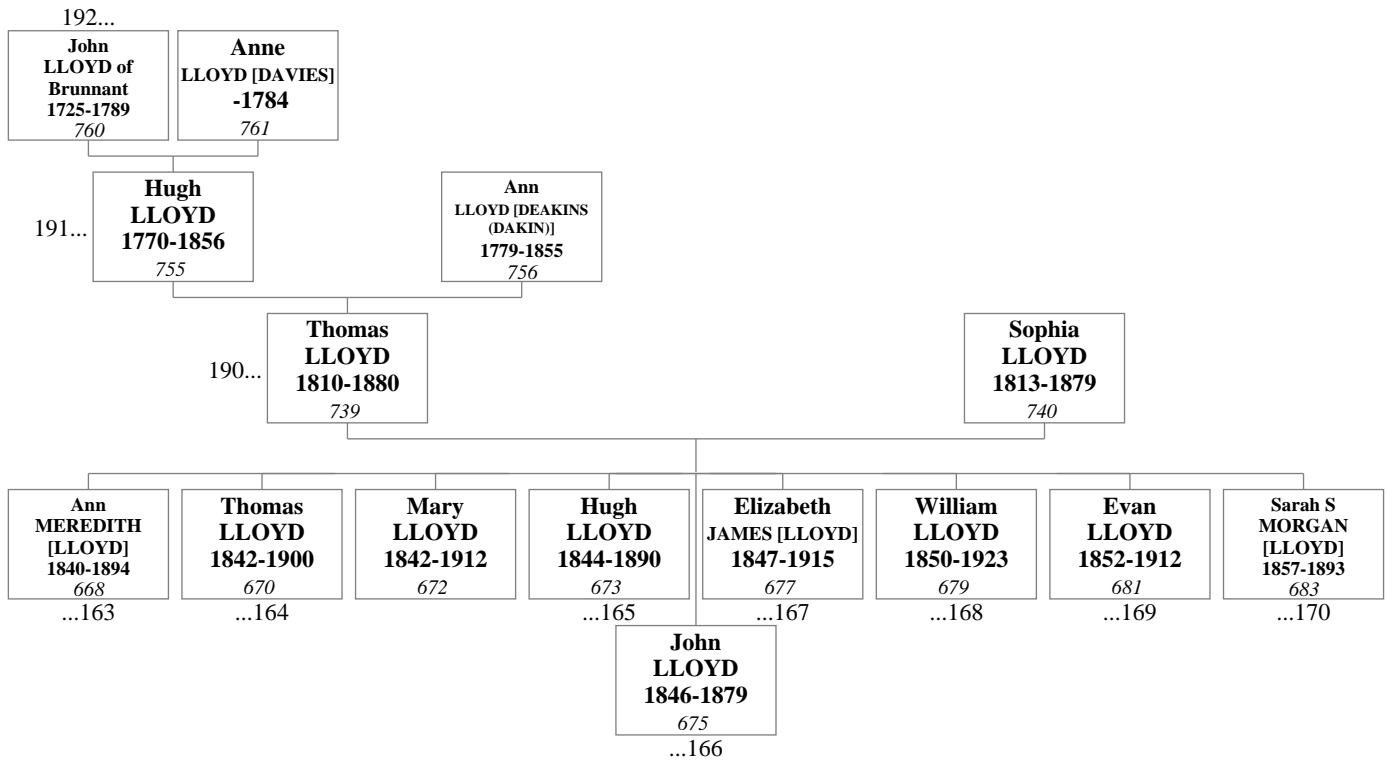 192...
John
LLOYD of
Brunnant
1725-1789
760
Anne
LLOYD [DAVIES]
-1784
761
191...
Hugh
LLOYD
1770-1856
755
Ann
LLOYD [DEAKINS
(DAKIN)]
1779-1855
756
190...
Thomas
LLOYD
1810-1880
739
Sophia
LLOYD
1813-1879
740
Ann
MEREDITH
[LLOYD]
1840-1894
668
...163
Thomas
LLOYD
1842-1900
670
...164
Mary
LLOYD
1842-1912
672
Hugh
LLOYD
1844-1890
673
...165
Elizabeth
JAMES [LLOYD]
1847-1915
677
...167
William
LLOYD
1850-1923
679
...168
Evan
LLOYD
1852-1912
681
...169
Sarah S
MORGAN
[LLOYD]
1857-1893
683
...170
John
LLOYD
1846-1879
675
...166